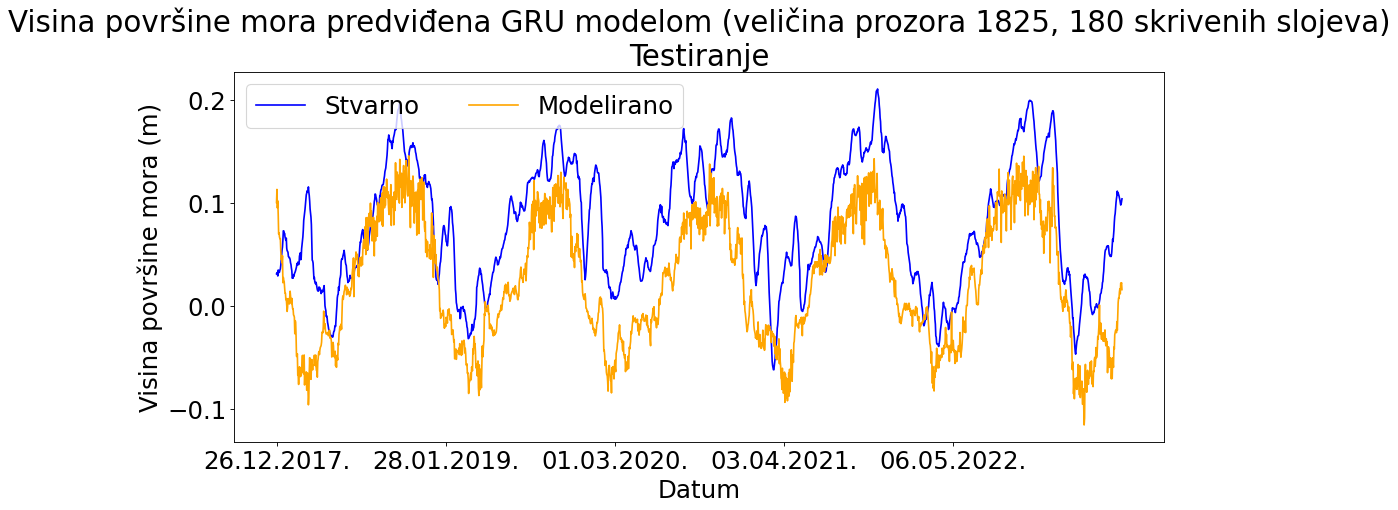 Visina površine mora predviđena GRU modelom (veličina prozora 1825, 180 skrivenih slojeva)
Testiranje
Stvarno
Modelirano
Visina površine mora (m)
0.2
0.1
0.0
−0.1
26.12.2017.
28.01.2019.
01.03.2020.
03.04.2021.
06.05.2022.
Datum